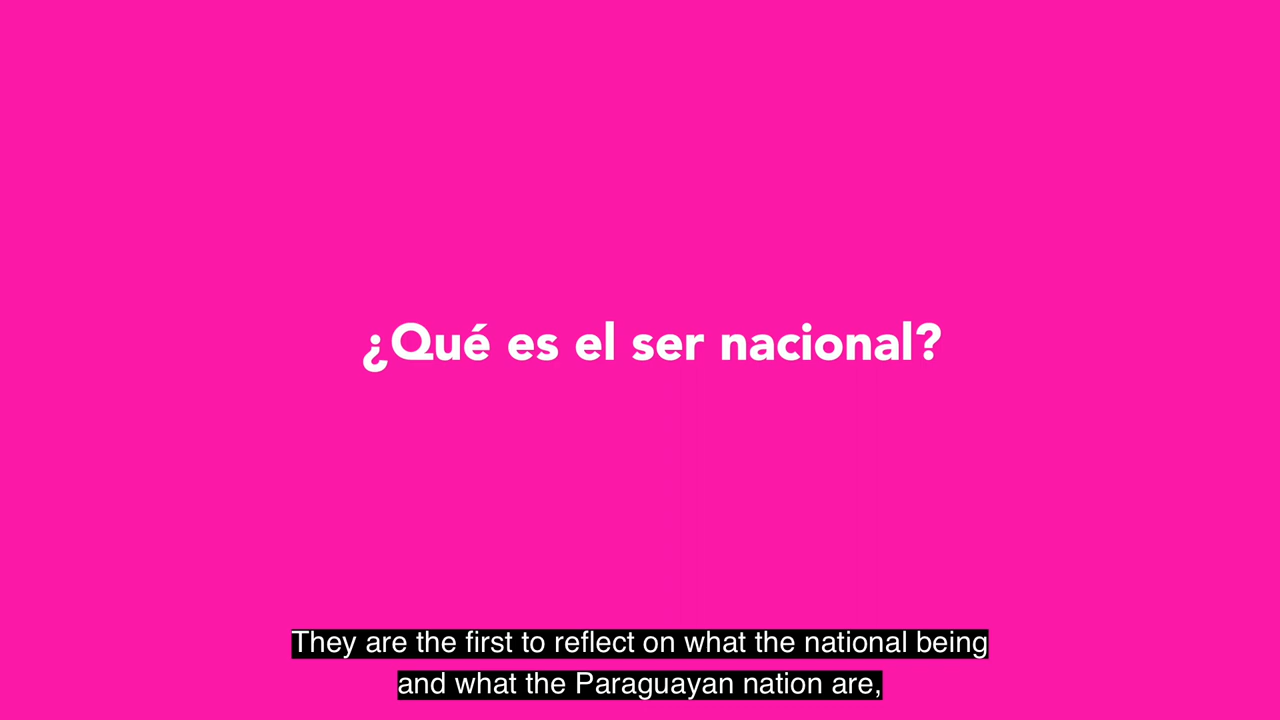 ¿Qué es el ser nacional?
They are the first to reflect on what the national being
and what the Paraguayan nation are,